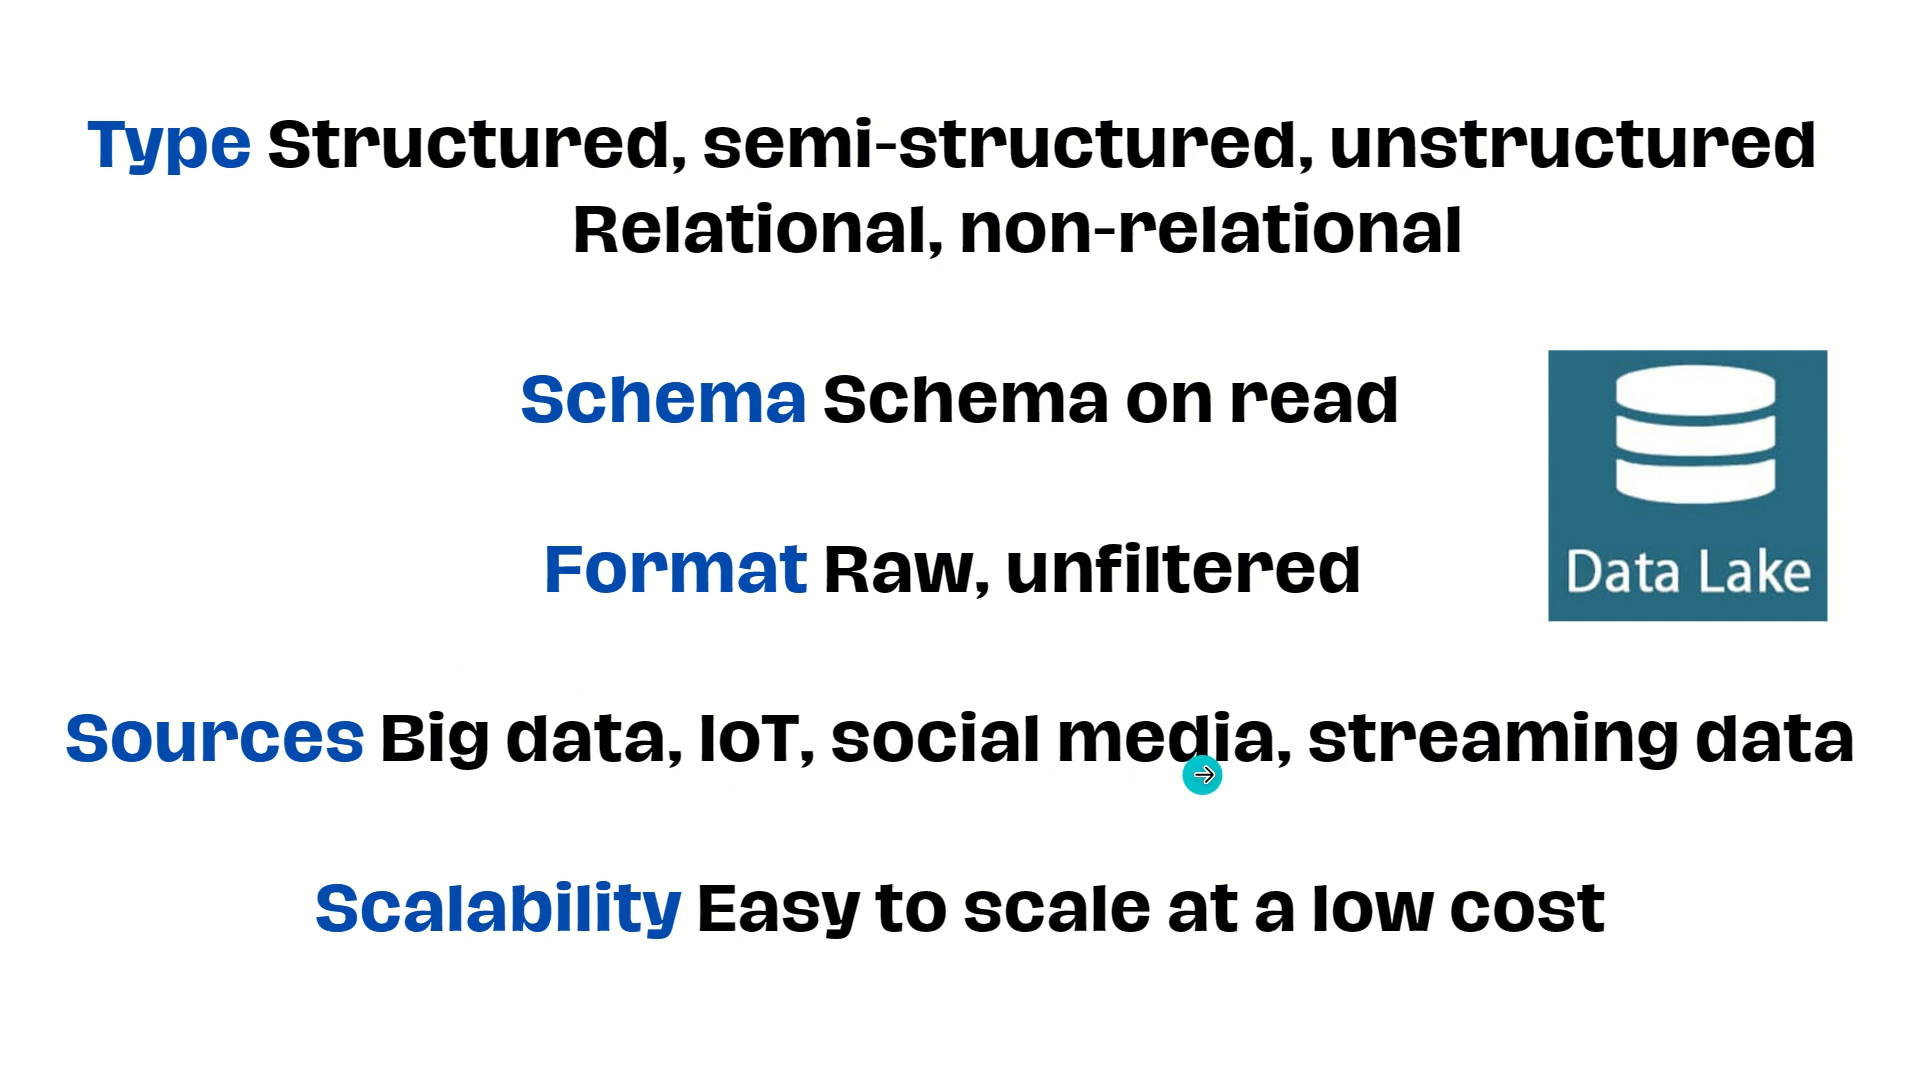 Type Structured, semi-structured, unstructured
Relational, non-relational
Schema Schema on read
Format Raw, unfiltered
Data Lake
Sources Big data, IoT, social media, streaming data
Scalability Easy to scale at a low cost